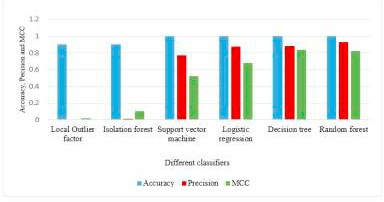 1.2
1
0.8
0.6
0.4
0.2
0
Accuracy, Precision and MCC
Local Outlier
factor
Isolation forest
Support vector
machine
Logistic
regression
Decision tree
Random forest
Different classifiers
Accuracy Precision MCC